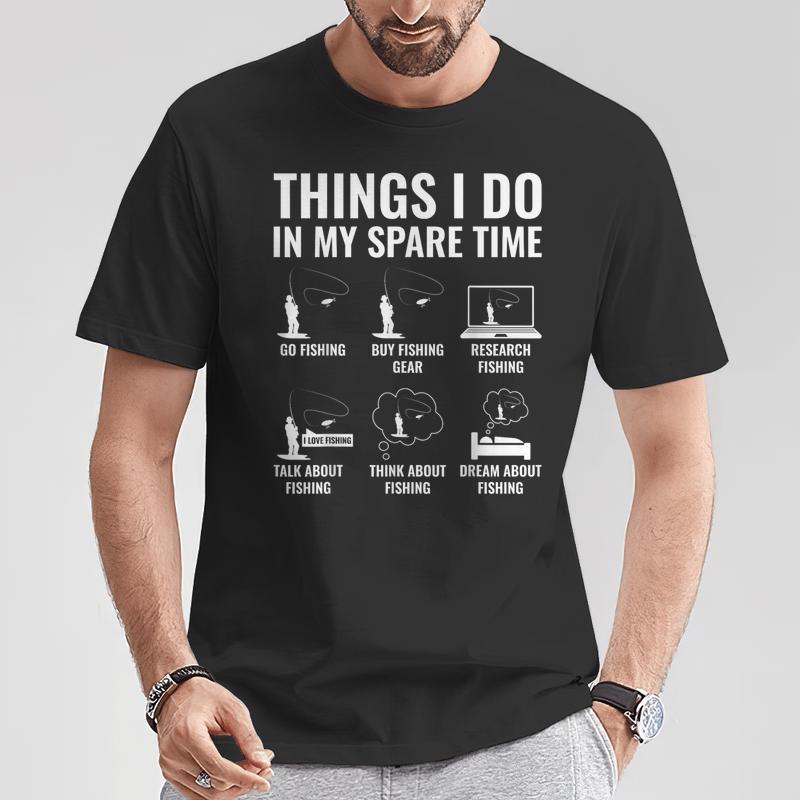 THINGS I DO
IN MY SPARE TIME
GO FISHING
BUY FISHING
GEAR
RESEARCH
FISHING
I LOVE FISHING
TALK ABOUT
FISHING
THINK ABOUT
FISHING
DREAM ABOUT
FISHING